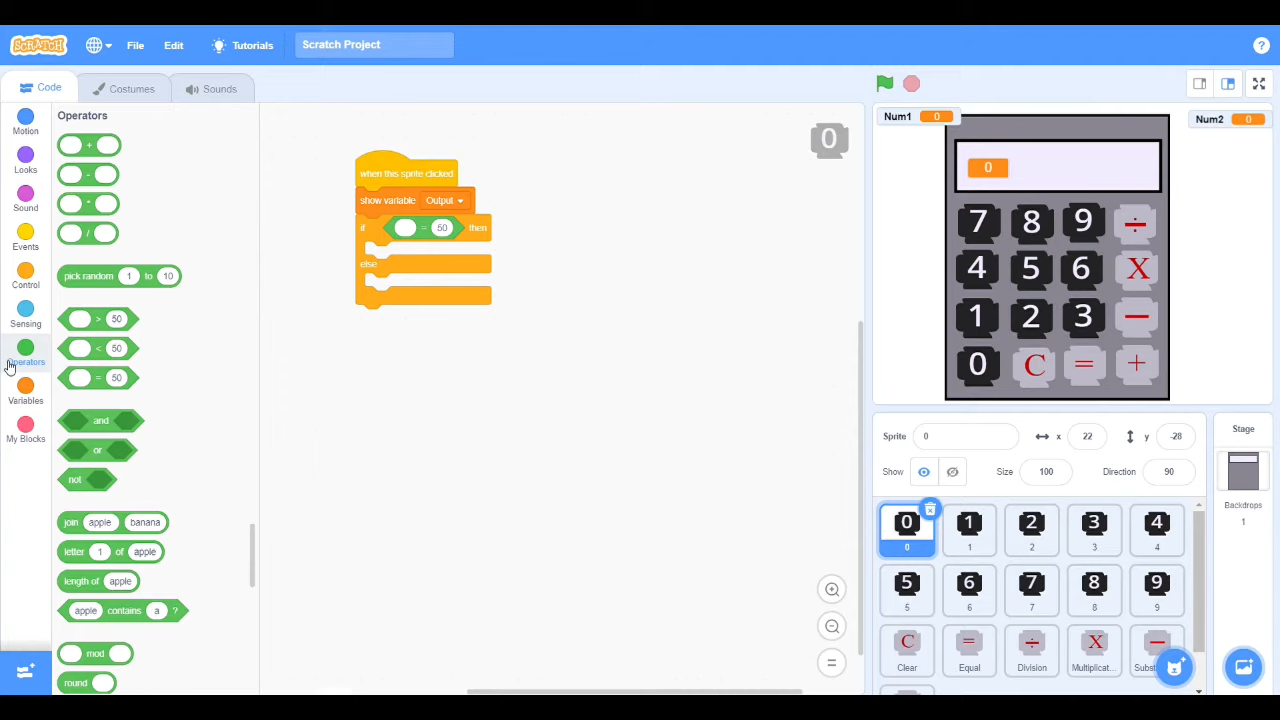 SCRATCH File Edit Tutorials Scratch Project ?
Code Costumes Sounds
Motion
Looks
Sound
Events
Control
Sensing
Operators
Variables
My Blocks
Operators
+
-
*
/
pick random 1 to 10
> 50
< 50
= 50
and
or
not
join apple banana
letter 1 of apple
length of apple
apple contains a ?
mod
round
when this sprite clicked
show variable Output
if = 50 then
else
0
Num1 0
Num2 0
0
7 8 9 ÷
4 5 6 X
1 2 3 −
0 C = +
Sprite 0 x 22 y -28
Show Size 100 Direction 90
0 1 2 3 4
0 1 2 3 4
5 6 7 8 9
5 6 7 8 9
C = ÷ X −
Clear Equal Division Multiplicat... Subst
Stage
Backdrops
1